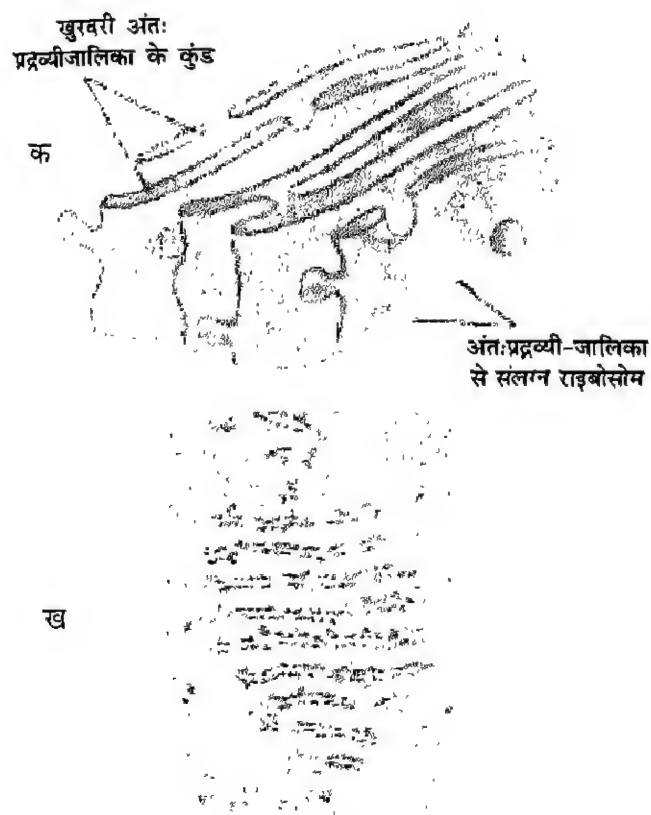 खुरदरी अंतः
प्रद्रव्यीजालिका के कुंड
क
अंतःप्रद्रव्यी-जालिका
से संलग्न राइबोसोम
ख